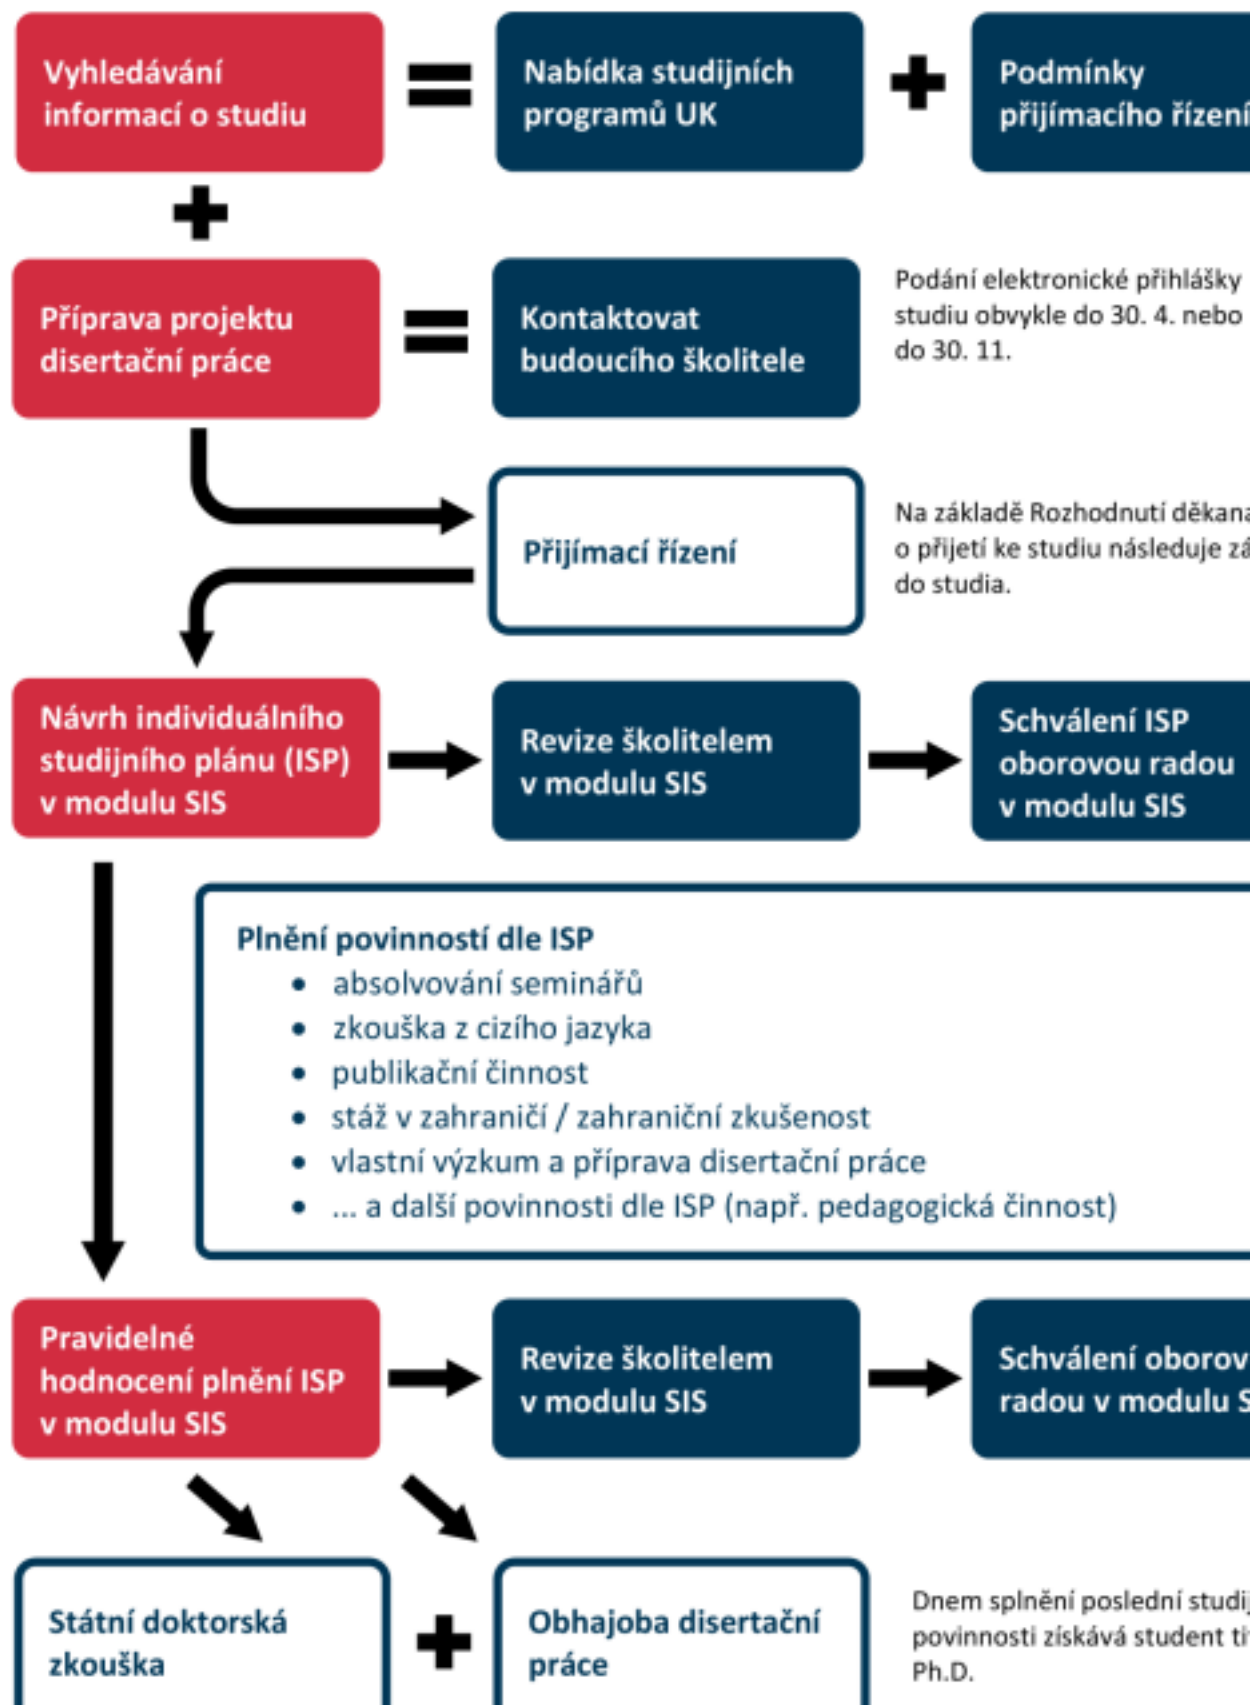 Vyhledávání
informací o studiu
Nabídka studijních
programů UK
Podmínky
přijímacího řízení
Příprava projektu
disertační práce
Kontaktovat
budoucího školitele
Podání elektronické přihlášky
studiu obvykle do 30. 4. nebo
do 30. 11.
Přijímací řízení
Na základě Rozhodnutí děkana
o přijetí ke studiu následuje
do studia.
Návrh individuálního
studijního plánu (ISP)
v modulu SIS
Revize školitelem
v modulu SIS
Schválení ISP
oborovou radou
v modulu SIS
Plnění povinností dle ISP
• absolvování seminářů
• zkouška z cizího jazyka
• publikační činnost
• stáž v zahraničí / zahraniční zkušenost
• vlastní výzkum a příprava disertační práce
• ... a další povinnosti dle ISP (např. pedagogická činnost)
Pravidelné
hodnocení plnění ISP
v modulu SIS
Revize školitelem
v modulu SIS
Schválení
radou v modulu
Státní doktorská
zkouška
Obhajoba disertační
práce
Dnem splnění poslední
povinnosti získává student
Ph.D.